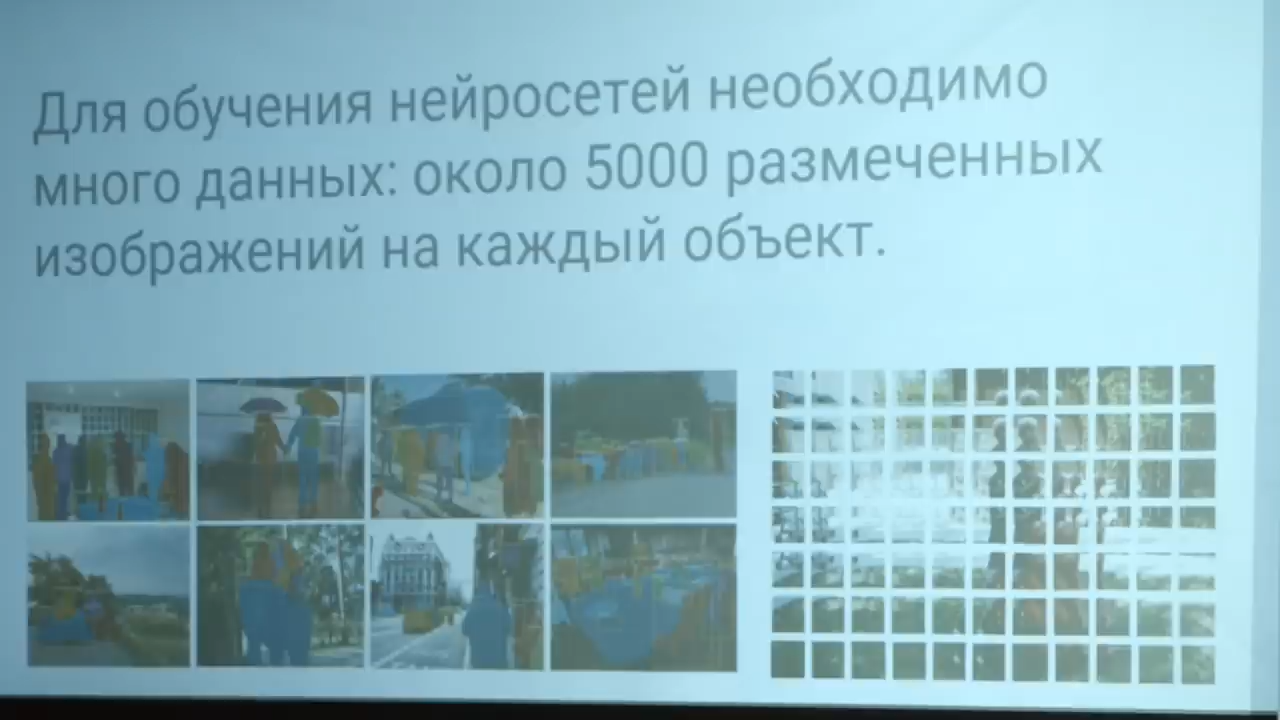 Для обучения нейросетей необходимо
много данных: около 5000 размеченных
изображений на каждый объект.